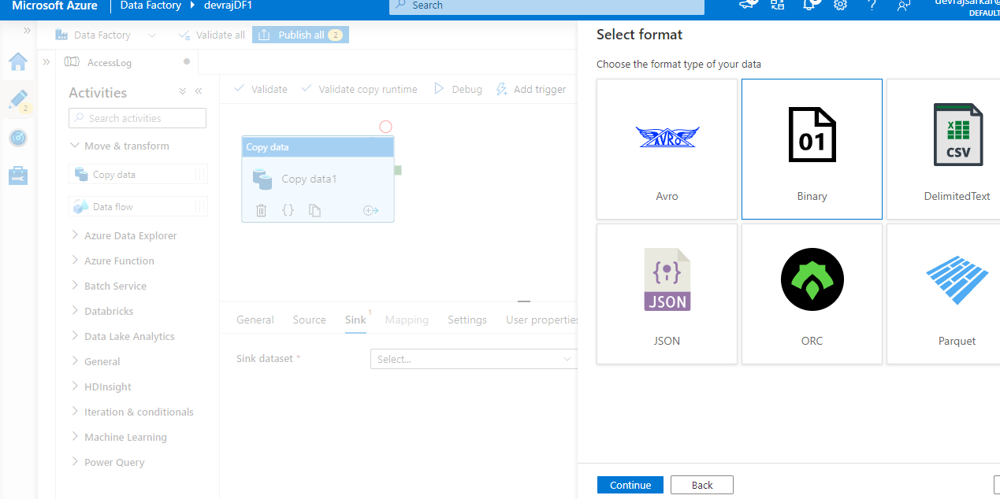 Microsoft Azure Data Factory devrajDF1 Search
DEFAULT
Data Factory Validate all Publish all 2
AccessLog
Activities
Search activities
Move & transform
Copy data
Data flow
Azure Data Explorer
Azure Function
Batch Service
Databricks
Data Lake Analytics
General
HDInsight
Iteration & conditionals
Machine Learning
Power Query
2
Validate Validate copy runtime Debug Add trigger
Copy data
Copy data1
General Source Sink 1 Mapping Settings User properties
Sink dataset * Select...
Select format
Choose the format type of your data
AVRO
Avro
01
Binary
X
CSV
DelimitedText
JSON
JSON
ORC
Parquet
Continue Back